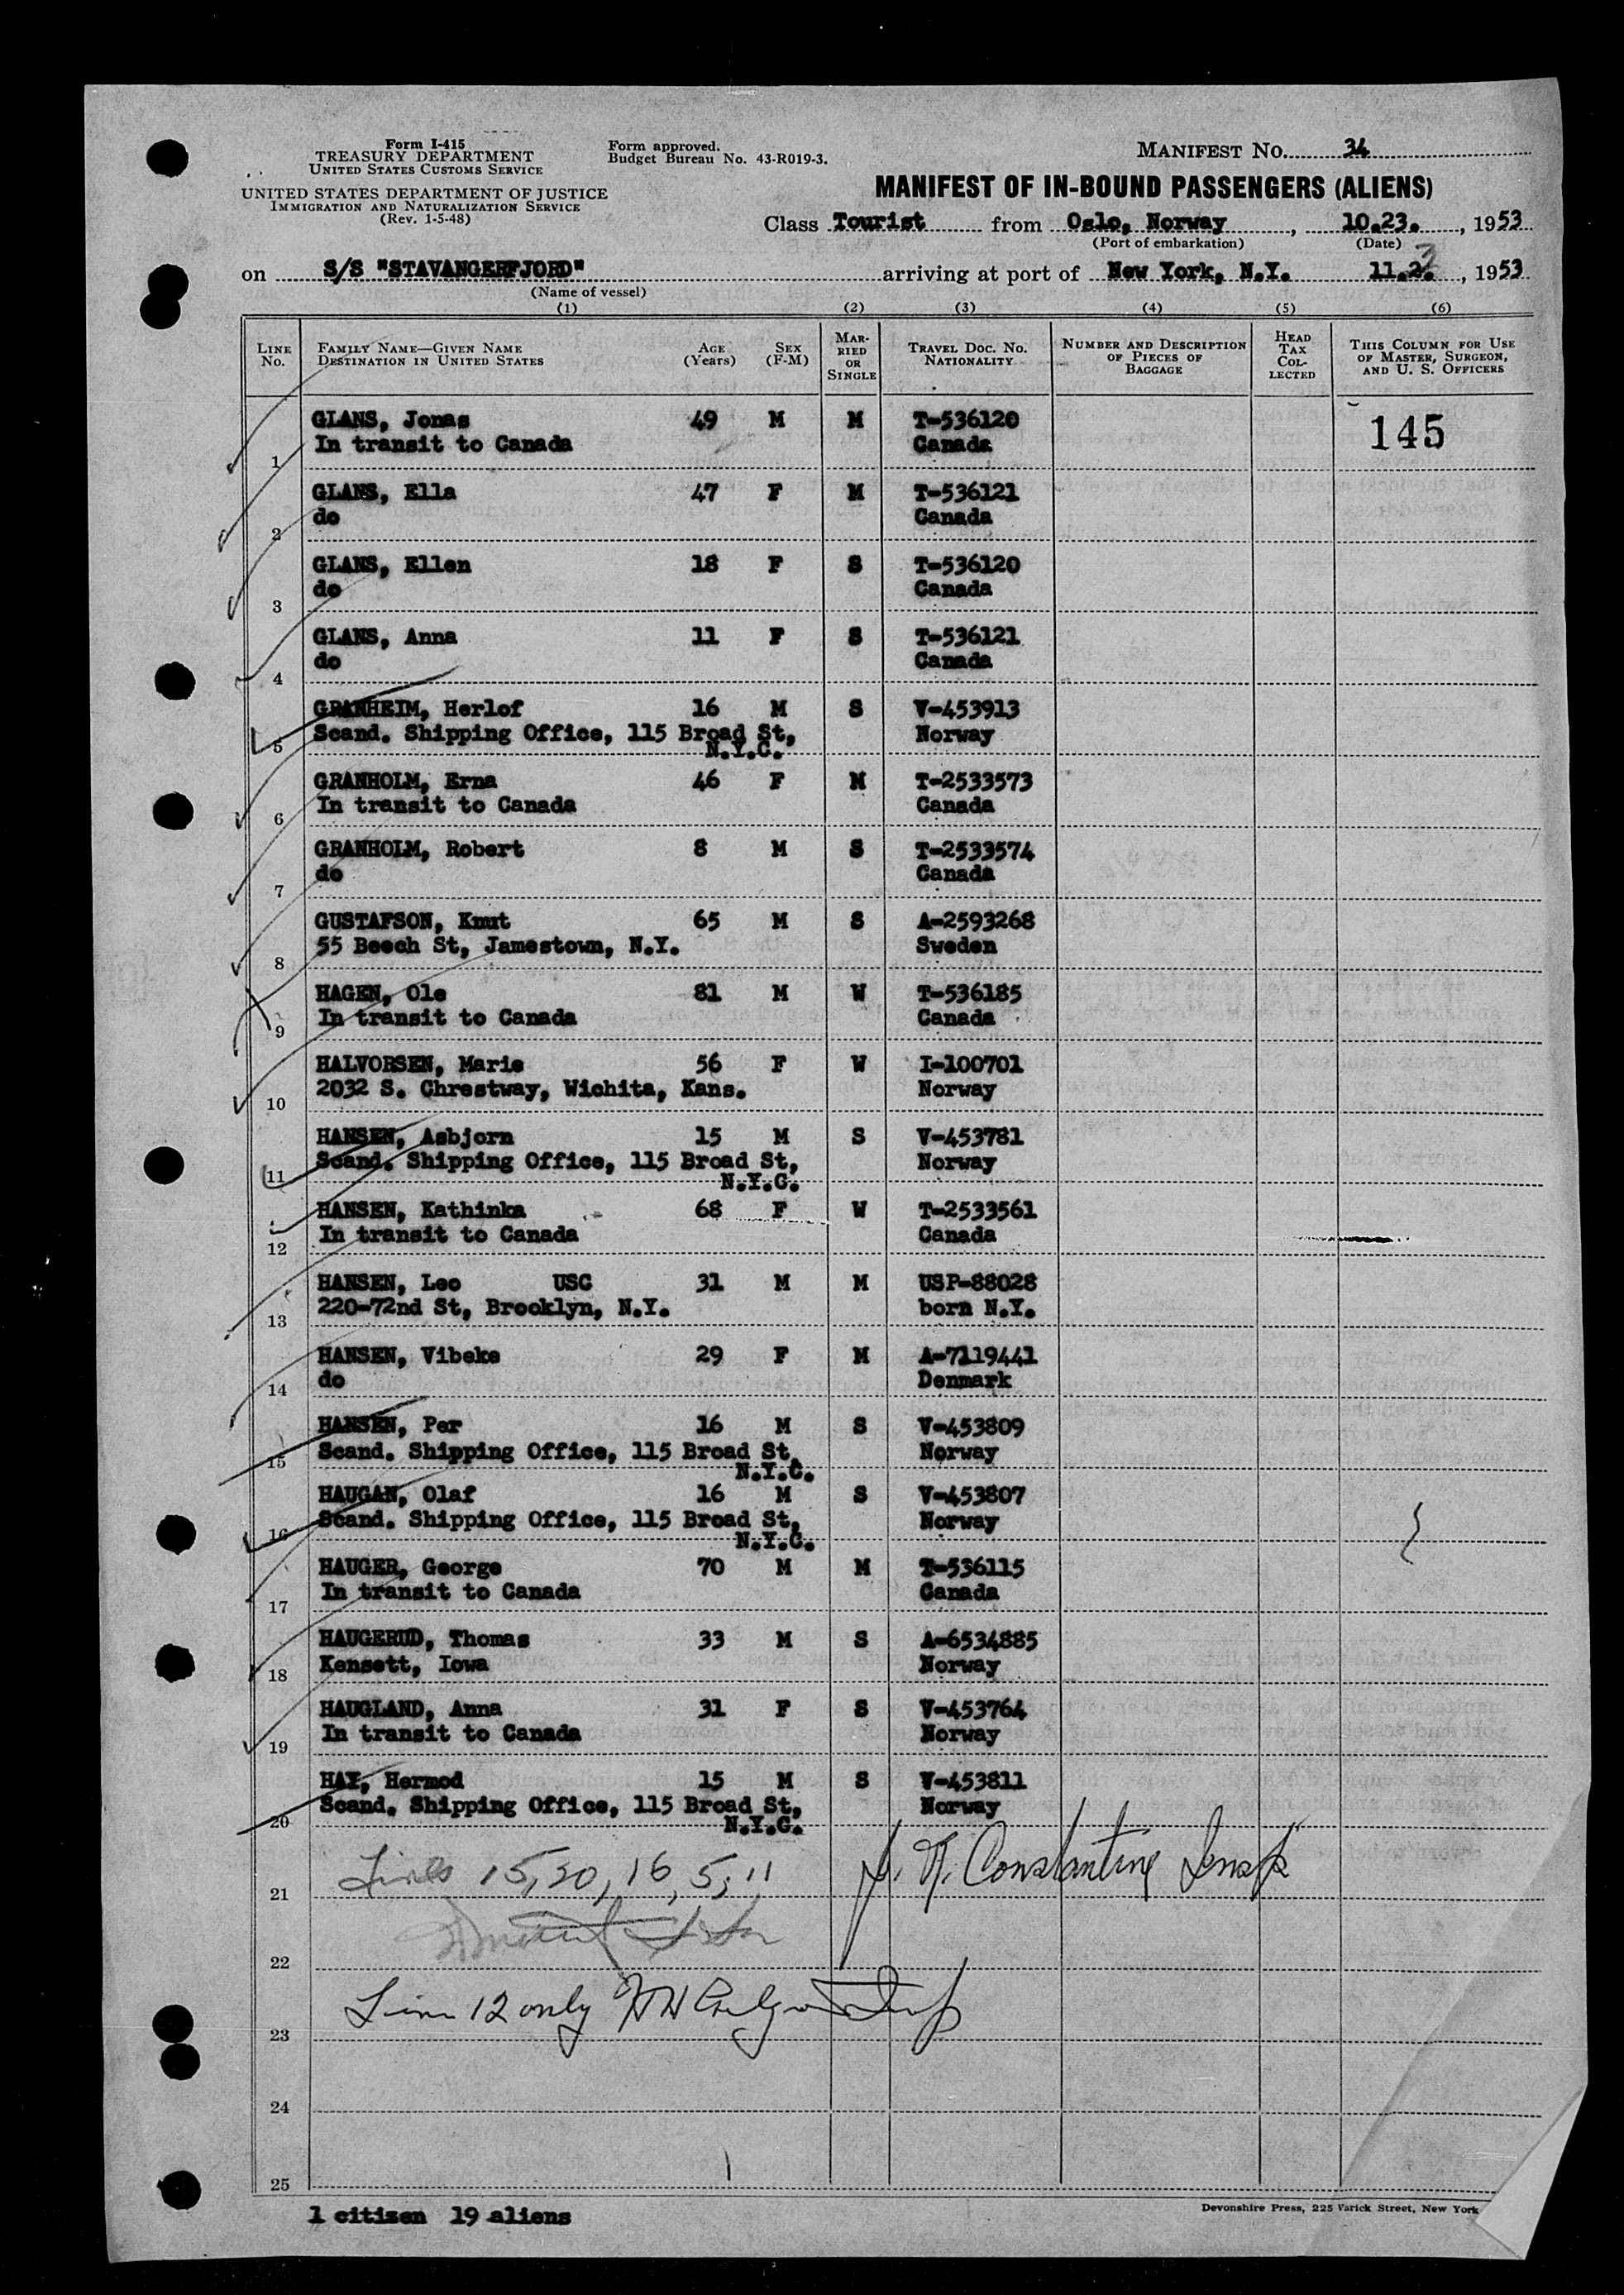 Form I-415
TREASURY DEPARTMENT
UNITED STATES CUSTOMS SERVICE
UNITED STATES DEPARTMENT OF JUSTICE
IMMIGRATION AND NATURALIZATION SERVICE
(Rev. 1-5-48)
Form approved.
Budget Bureau No. 43-R019-3.
MANIFEST NO. 34
MANIFEST OF IN-BOUND PASSENGERS (ALIENS)
Class Tourist from Oslo, Norway, 10.23., 1953
(Port of embarkation) (Date)
on S/S "STAVANGERFJORD" arriving at port of New York, N.Y. 11.2. 3, 1953
(Name of vessel)
(1) (2) (3) (4) (5) (6)
LINE NO. FAMILY NAME—GIVEN NAME DESTINATION IN UNITED STATES AGE (Years) SEX (F-M) MARRIED OR SINGLE TRAVEL DOC. NO. NATIONALITY NUMBER AND DESCRIPTION OF PIECES OF BAGGAGE HEAD TAX COLLECTED THIS COLUMN FOR USE OF MASTER, SURGEON, AND U. S. OFFICERS
GLANS, Jonas 49 M M T-536120 145
1 In transit to Canada Canada
GLANS, Ella 47 F M T-536121
2 do Canada
GLANS, Ellen 18 F S T-536120
3 do Canada
GLANS, Anna 11 F S T-536121
4 do Canada
GRANHEIM, Herlof 16 M S V-453913
5 Scand. Shipping Office, 115 Broad St, Norway
N.Y.C.
GRANHOLM, Erna 46 F M T-2533573
6 In transit to Canada Canada
GRANHOLM, Robert 8 M S T-2533574
7 do Canada
GUSTAFSON, Knut 65 M S A-2593268
8 55 Beech St, Jamestown, N.Y. Sweden
HAGEN, Ole 81 M W T-536185
9 In transit to Canada Canada
HALVORSEN, Marie 56 F W I-100701
10 2032 S. Chrestway, Wichita, Kans. Norway
HANSEN, Asbjorn 15 M S V-453781
11 Scand. Shipping Office, 115 Broad St, Norway
N.Y.C.
HANSEN, Kathinka 68 F W T-2533561
12 In transit to Canada Canada
HANSEN, Leo USC 31 M M USP-88028
13 220-72nd St, Brooklyn, N.Y. born N.Y.
HANSEN, Vibeke 29 F M A-7119441
14 do Denmark
HANSEN, Per 16 M S V-453809
15 Scand. Shipping Office, 115 Broad St, Norway
N.Y.C.
HAUGAN, Olaf 16 M S V-453807
16 Scand. Shipping Office, 115 Broad St, Norway
N.Y.C.
HAUGER, George 70 M M T-536115
17 In transit to Canada Canada
HAUGERUD, Thomas 33 M S A-6534885
18 Kensett, Iowa Norway
HAUGLAND, Anna 31 F S V-453764
19 In transit to Canada Norway
HAY, Hermod 15 M S V-453811
20 Scand. Shipping Office, 115 Broad St, Norway
N.Y.C.
21 Lines 15, 20, 16, 5, 11 Constantine Insp
22
23 Line 12 only Insp
24
25
1 citizen 19 aliens
Devonshire Press, 225 Varick Street, New York